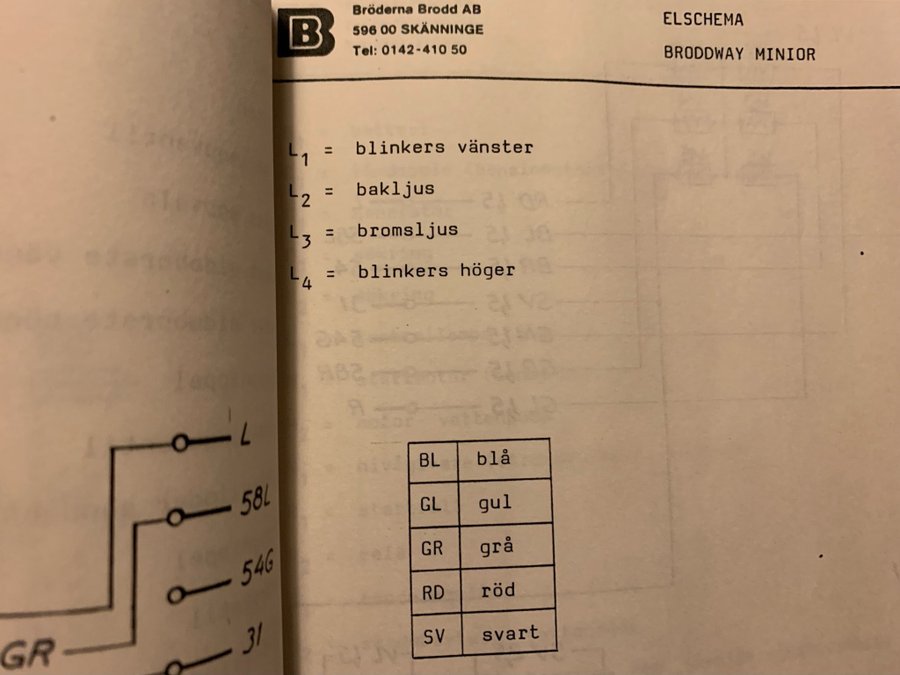 B
Bröderna Brodd AB
596 00 SKÄNNINGE
Tel: 0142-410 50
ELSCHEMA
BRODDWAY MINIOR
L1 = blinkers vänster
L2 = bakljus
L3 = bromsljus
L4 = blinkers höger
BL blå
GL gul
GR grå
RD röd
SV svart
L
58L
54G
31
GR